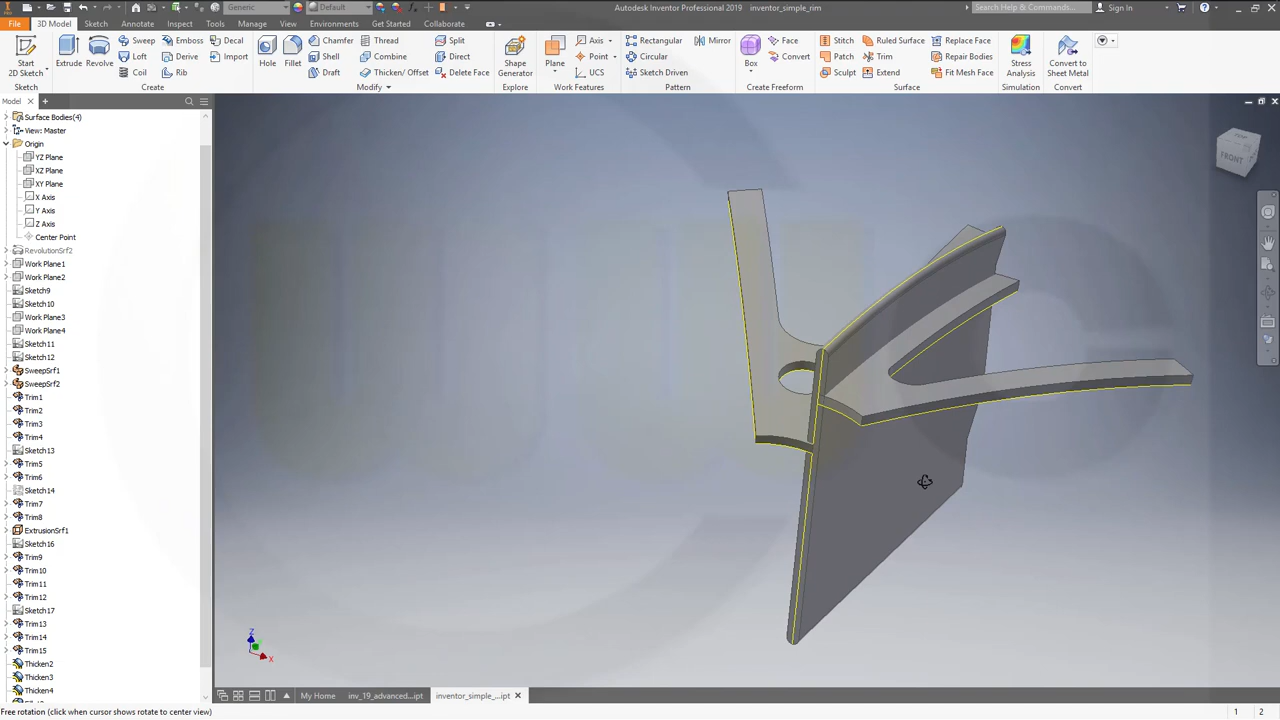 Generic
Default
Autodesk Inventor Professional 2019 inventor_simple_rim
Search Help & Commands...
Sign In
File
3D Model
Sketch
Annotate
Inspect
Tools
Manage
View
Environments
Get Started
Collaborate
Start
2D Sketch
Extrude
Revolve
Sweep
Emboss
Decal
Loft
Derive
Import
Coil
Rib
Hole
Fillet
Chamfer
Thread
Split
Shell
Combine
Direct
Draft
Thicken/ Offset
Delete Face
Shape
Generator
Plane
Axis
Point
UCS
Rectangular
Mirror
Circular
Sketch Driven
Box
Face
Convert
Stitch
Ruled Surface
Replace Face
Patch
Trim
Repair Bodies
Sculpt
Extend
Fit Mesh Face
Stress
Analysis
Convert to
Sheet Metal
Sketch
Create
Modify
Explore
Work Features
Pattern
Create Freeform
Surface
Simulation
Convert
Model
Surface Bodies(4)
View: Master
Origin
YZ Plane
XZ Plane
XY Plane
X Axis
Y Axis
Z Axis
Center Point
RevolutionSrf2
Work Plane1
Work Plane2
Sketch9
Sketch10
Work Plane3
Work Plane4
Sketch11
Sketch12
SweepSrf1
SweepSrf2
Trim1
Trim2
Trim3
Trim4
Sketch13
Trim5
Trim6
Sketch14
Trim7
Trim8
ExtrusionSrf1
Sketch16
Trim9
Trim10
Trim11
Trim12
Sketch17
Trim13
Trim14
Trim15
Thicken2
Thicken3
Thicken4
FRONT
Z
X
My Home
inv_19_advanced...ipt
inventor_simple_...ipt
Free rotation (click when cursor shows rotate to center view)
1
2